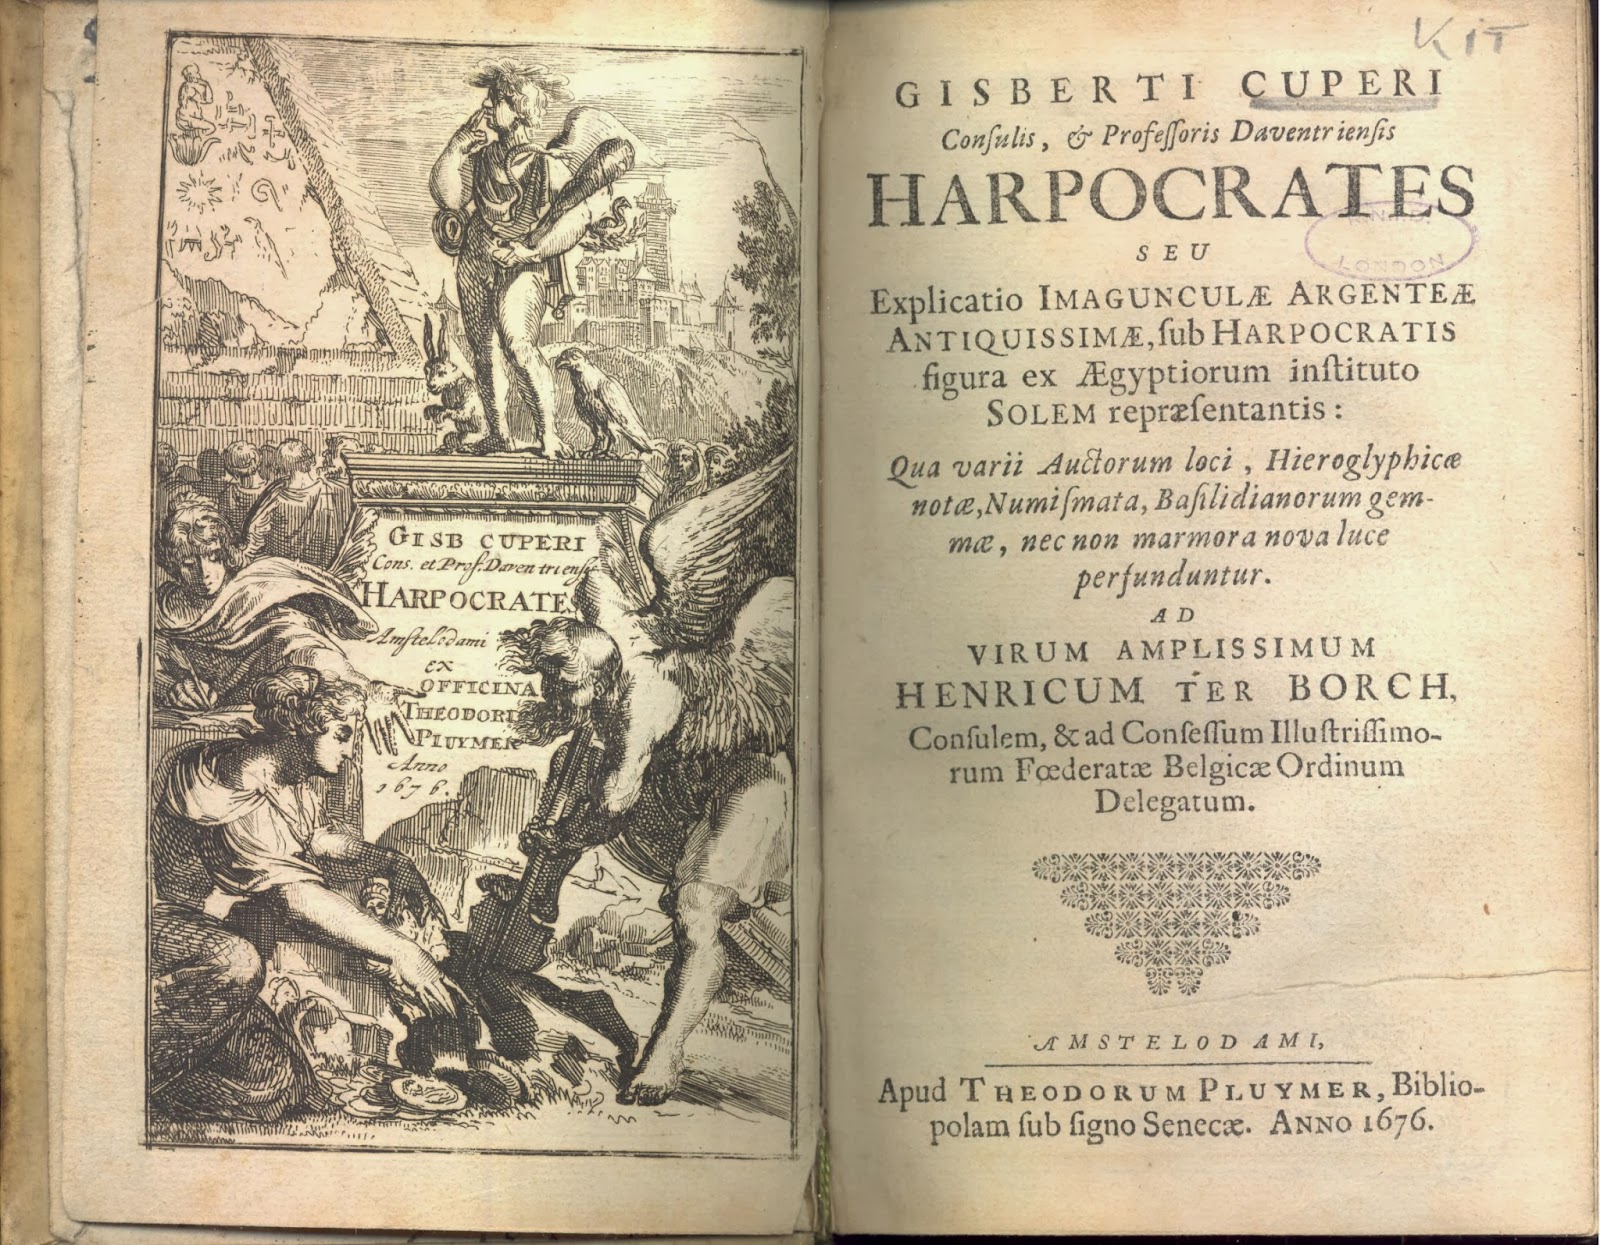 GISB CUPERI
Cons. et Prof. Daventriensis
HARPOCRATES
Amstelodami
ex
OFFICINA
THEODORI
PLUYMER
Anno
1676.
KIT
GISBERTI CUPERI
Conſulis, & Profeſſoris Daventrienſis
HARPOCRATES
SEU
Explicatio IMAGUNCULÆ ARGENTEÆ
ANTIQUISSIMÆ, ſub HARPOCRATIS
figura ex Ægyptiorum inſtituto
SOLEM repræſentantis:
Qua varii Auctorum loci, Hieroglyphicæ
notæ, Numiſmata, Baſilidianorum gem-
mæ, nec non marmora nova luce
perfunduntur.
AD
VIRUM AMPLISSIMUM
HENRICUM TER BORCH,
Conſulem, & ad Conſeſſum Illuſtriſſimo-
rum Fœderatæ Belgicæ Ordinum
Delegatum.
AMSTELODAMI,
Apud THEODORUM PLUYMER, Biblio-
polam ſub ſigno Senecæ. ANNO 1676.
LONDON